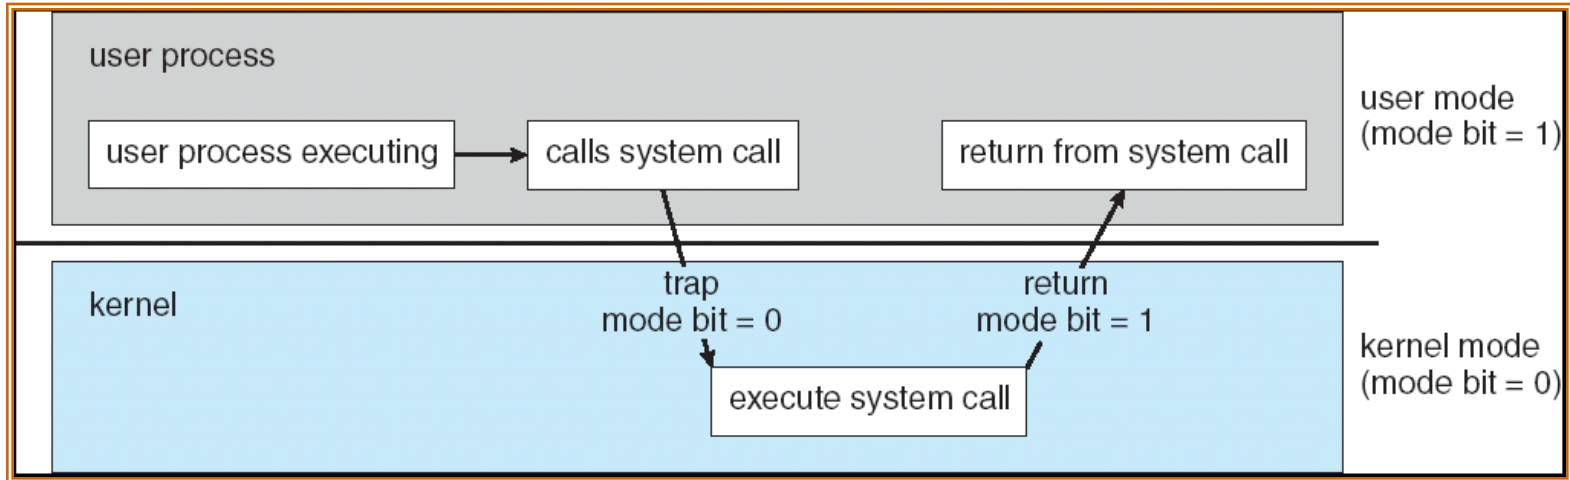 user process
user process executing
calls system call
return from system call
user mode
(mode bit = 1)
kernel
trap
mode bit = 0
return
mode bit = 1
execute system call
kernel mode
(mode bit = 0)